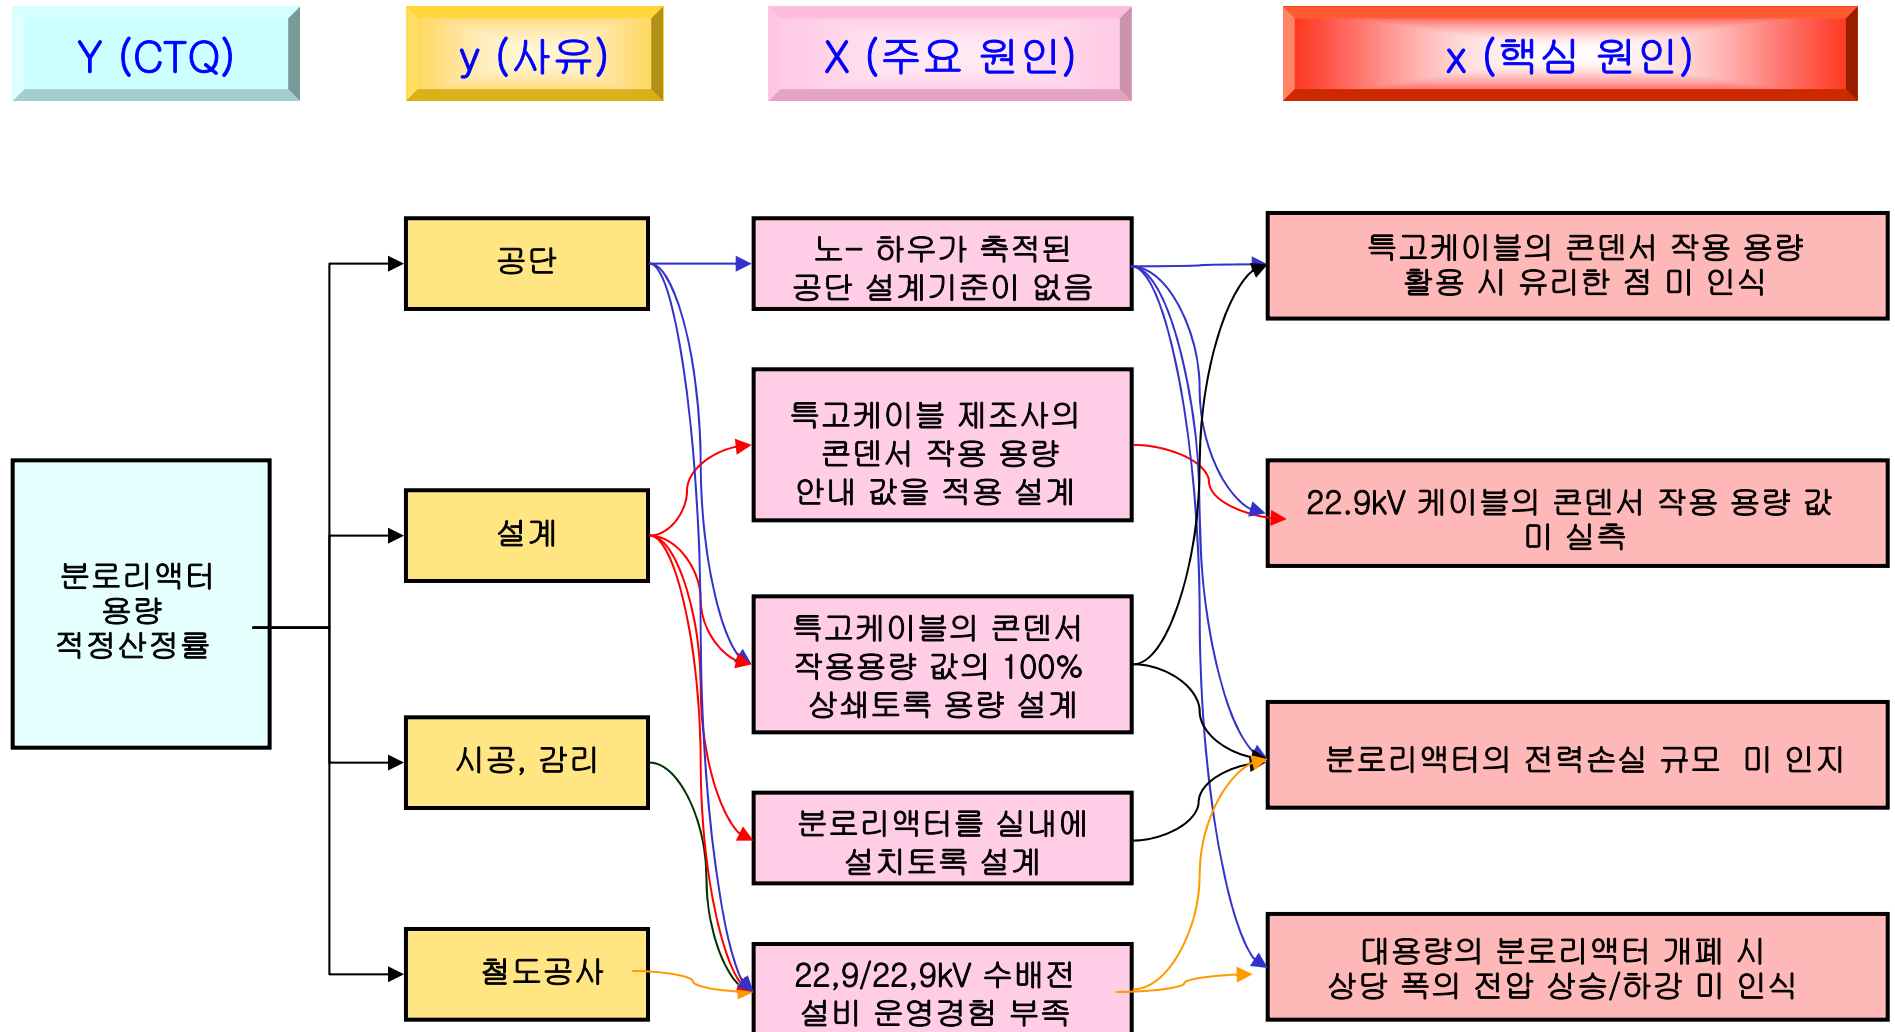 Y (CTQ)
y (사유)
X (주요 원인)
x (핵심 원인)
분로리액터
용량
적정산정률
공단
설계
시공, 감리
철도공사
노- 하우가 축적된
공단 설계기준이 없음
특고케이블 제조사의
콘덴서 작용 용량
안내 값을 적용 설계
특고케이블의 콘덴서
작용용량 값의 100%
상쇄토록 용량 설계
분로리액터를 실내에
설치토록 설계
22,9/22,9kV 수배전
설비 운영경험 부족
특고케이블의 콘덴서 작용 용량
활용 시 유리한 점 미 인식
22.9kV 케이블의 콘덴서 작용 용량 값
미 실측
분로리액터의 전력손실 규모 미 인지
대용량의 분로리액터 개폐 시
상당 폭의 전압 상승/하강 미 인식